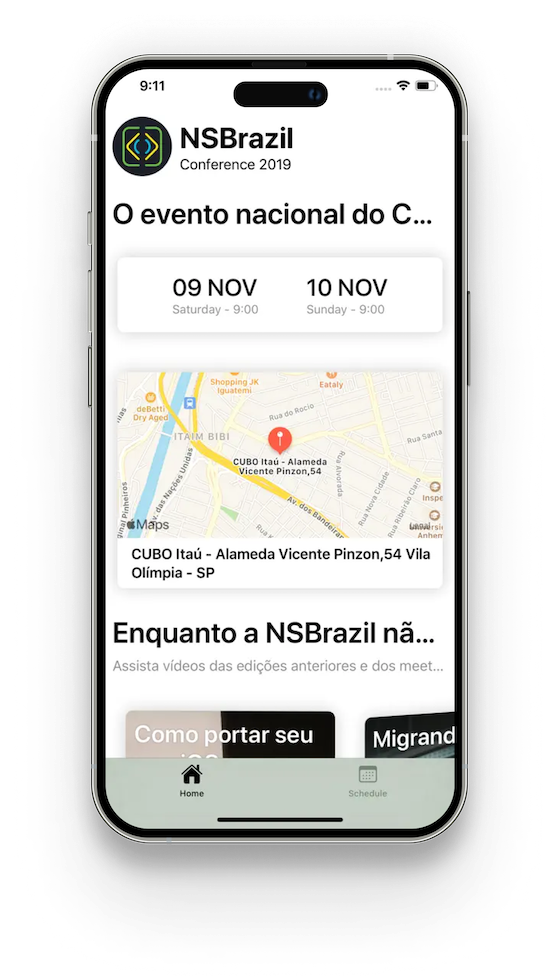 9:11
NSBrazil
Conference 2019
O evento nacional do C...
09 NOV
10 NOV
Saturday - 9:00
Sunday - 9:00
Shopping JK
Iguatemi
Eataly
deBetti
Dry Aged
Rua do Rocio
ITAIM BIBI
Rua Santa
CUBO Itaú - Alameda
Vicente Pinzon,54
Rua Alvorada
Av. das Nações Unidas
Rua Nova Cidade
Rua Ribeirão Claro
Inspe
Pinheiros
Av. dos Bandeiran
Maps
Legal
CUBO Itaú - Alameda Vicente Pinzon,54 Vila
Olímpia - SP
Enquanto a NSBrazil nã...
Assista vídeos das edições anteriores e dos meet...
Como portar seu
Migrand
Home
Schedule